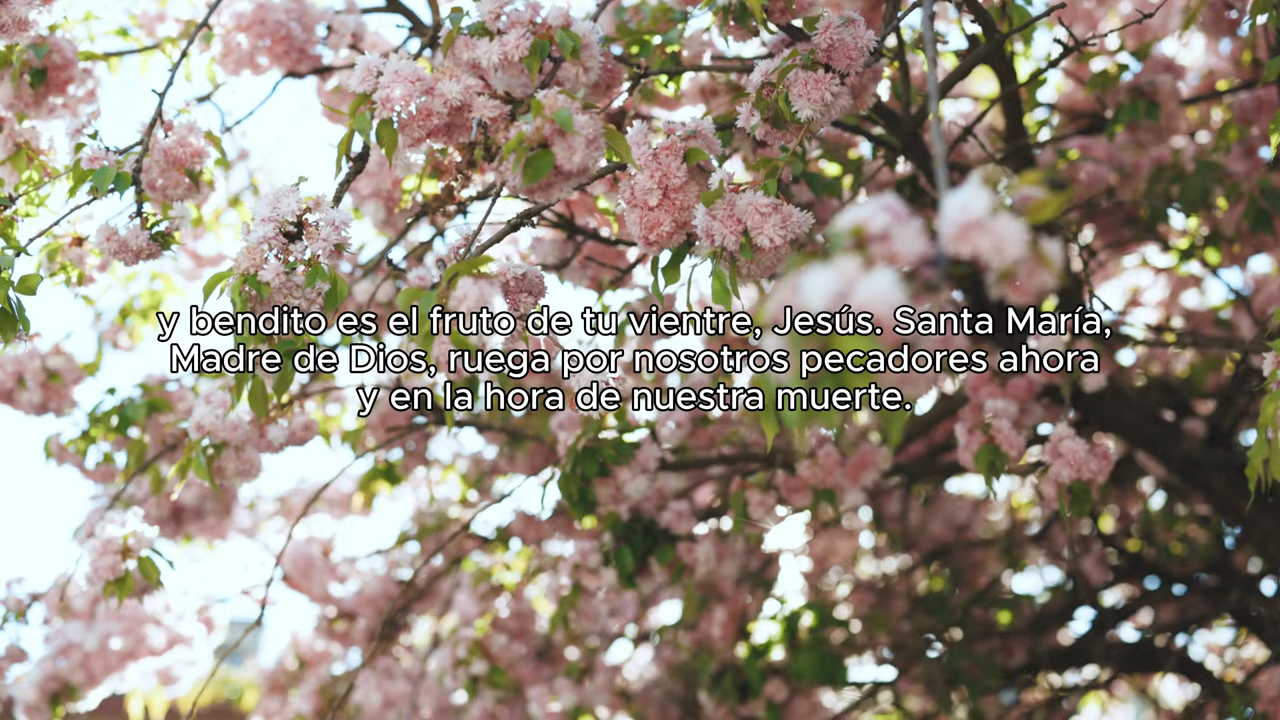 y bendito es el fruto de tu vientre, Jesús. Santa María,
Madre de Dios, ruega por nosotros pecadores ahora
y en la hora de nuestra muerte.